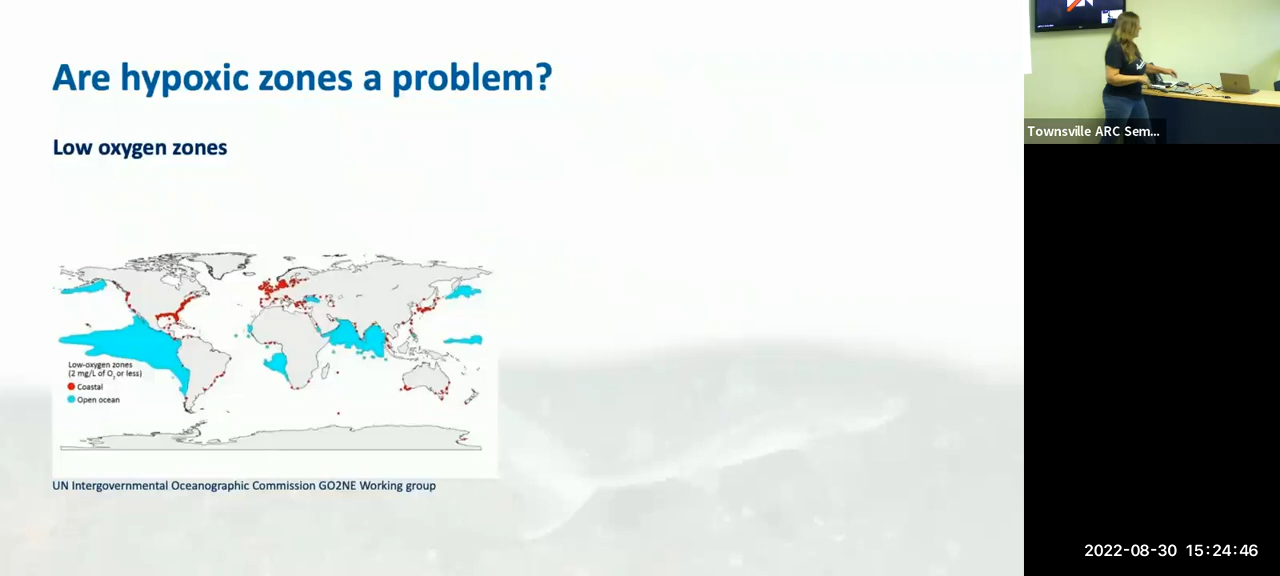 Are hypoxic zones a problem?
Low oxygen zones
Low-oxygen zones
(2 mg/L of O2 or less)
Coastal
Open ocean
UN Intergovernmental Oceanographic Commission GO2NE Working group
Townsville ARC Sem...
2022-08-30 15:24:46